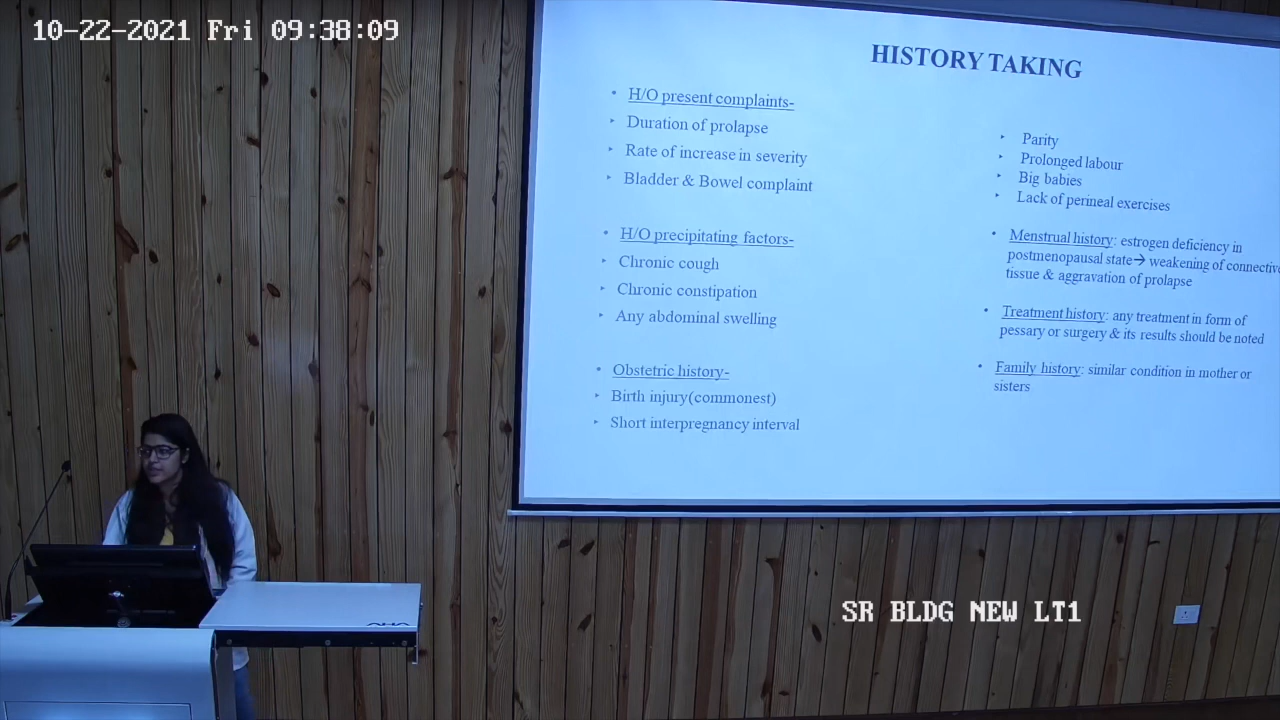 10-22-2021 Fri 09:38:09
HISTORY TAKING
• H/O present complaints-
‣ Duration of prolapse
‣ Rate of increase in severity
‣ Bladder & Bowel complaint
• H/O precipitating factors-
‣ Chronic cough
‣ Chronic constipation
‣ Any abdominal swelling
• Obstetric history-
‣ Birth injury(commonest)
‣ Short interpregnancy interval
‣ Parity
‣ Prolonged labour
‣ Big babies
‣ Lack of perineal exercises
• Menstrual history: estrogen deficiency in
postmenopausal state→ weakening of connective
tissue & aggravation of prolapse
• Treatment history: any treatment in form of
pessary or surgery & its results should be noted
• Family history: similar condition in mother or
sisters
SR BLDG NEW LT1